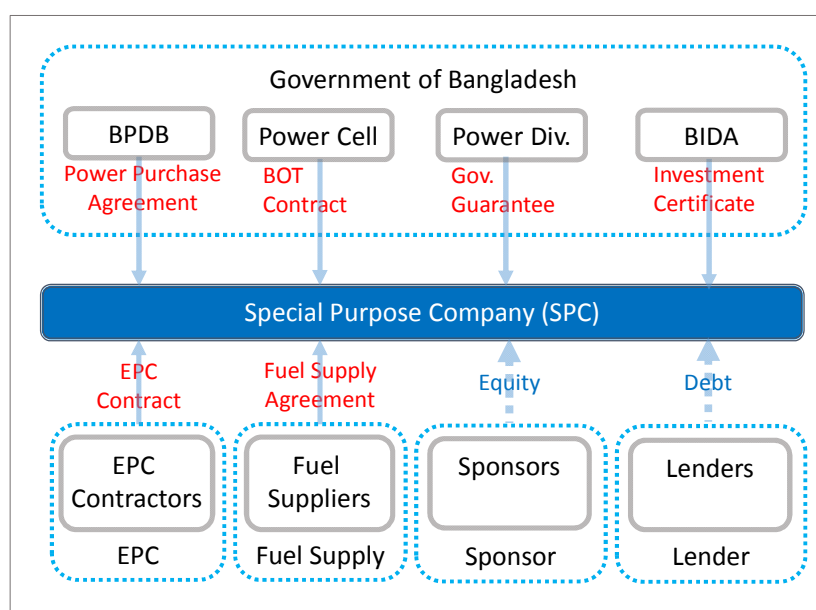 Government of Bangladesh
BPDB
Power Cell
Power Div.
BIDA
Power Purchase
Agreement
BOT
Contract
Gov.
Guarantee
Investment
Certificate
Special Purpose Company (SPC)
EPC
Contract
Fuel Supply
Agreement
Equity
Debt
EPC
Contractors
Fuel
Suppliers
Sponsors
Lenders
EPC
Fuel Supply
Sponsor
Lender